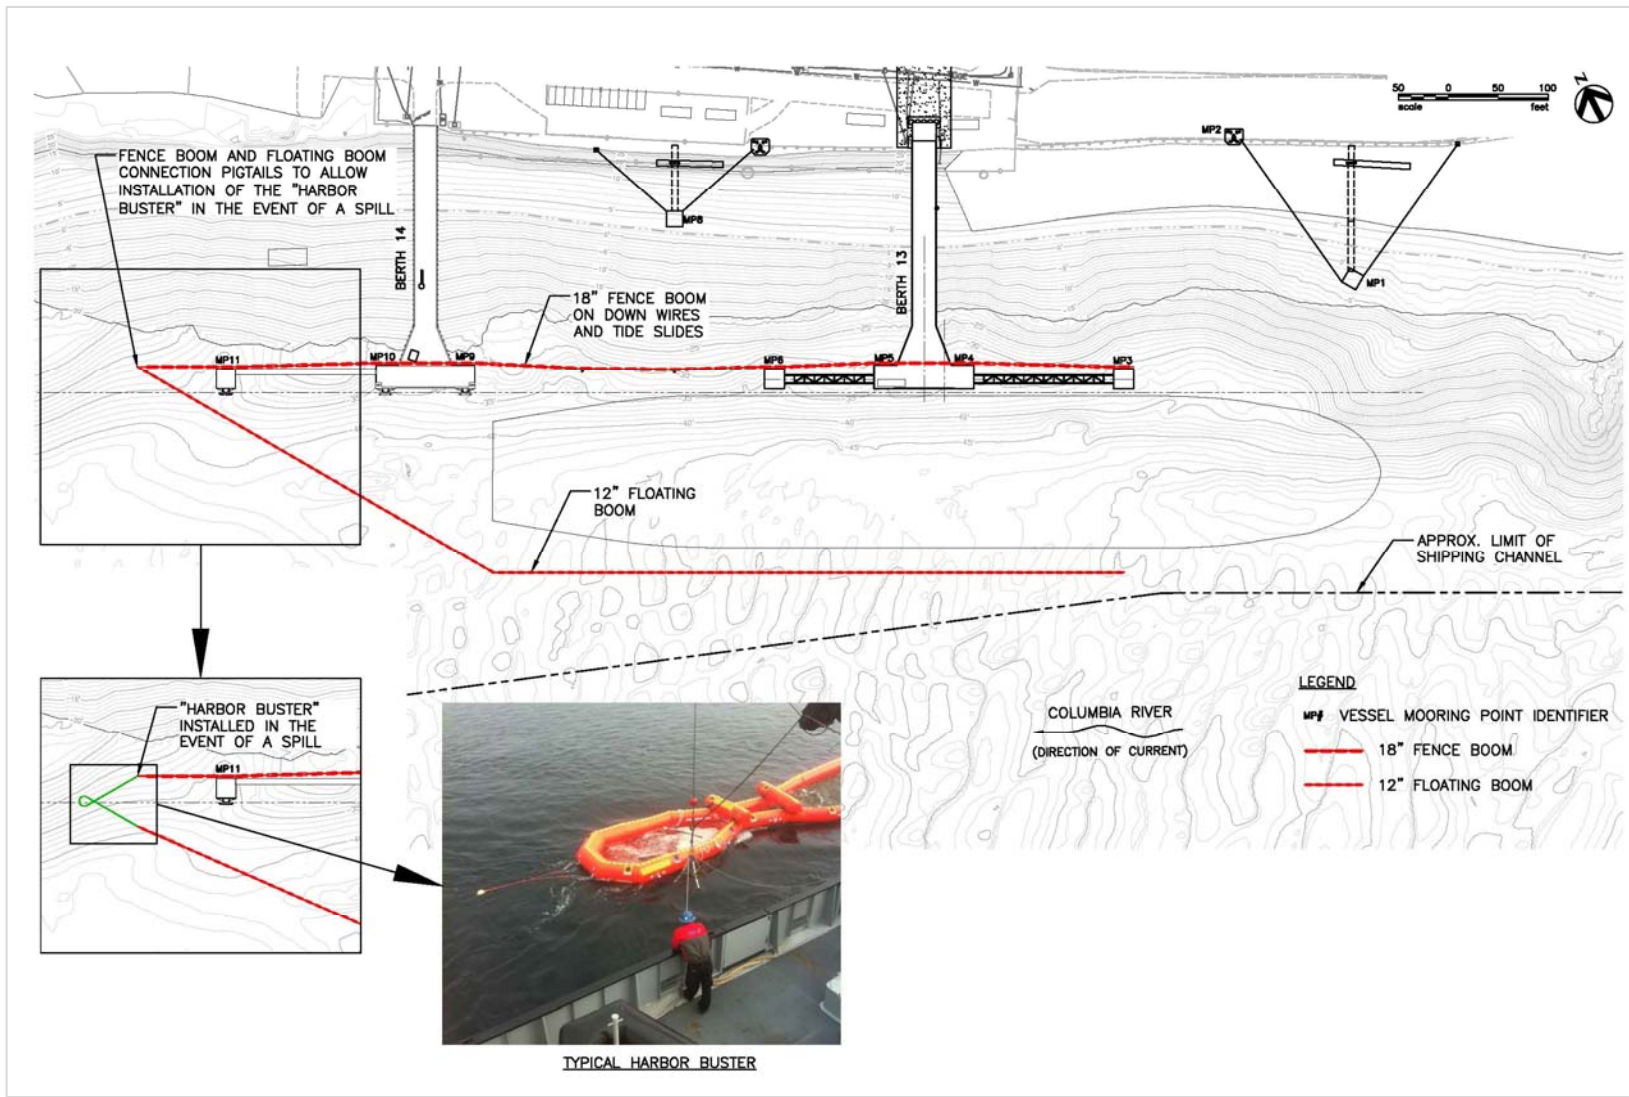 50 0 50 100
scale feet
Z
MP2
FENCE BOOM AND FLOATING BOOM
CONNECTION PIGTAILS TO ALLOW
INSTALLATION OF THE "HARBOR
BUSTER" IN THE EVENT OF A SPILL
BERTH 14
MP8
BERTH 13
MP1
18" FENCE BOOM
ON DOWN WIRES
AND TIDE SLIDES
MP11
MP10
MP9
MP6
MP5
MP4
MP3
12" FLOATING
BOOM
APPROX. LIMIT OF
SHIPPING CHANNEL
"HARBOR BUSTER"
INSTALLED IN THE
EVENT OF A SPILL
MP11
COLUMBIA RIVER
(DIRECTION OF CURRENT)
LEGEND
MP# VESSEL MOORING POINT IDENTIFIER
18" FENCE BOOM
12" FLOATING BOOM
TYPICAL HARBOR BUSTER